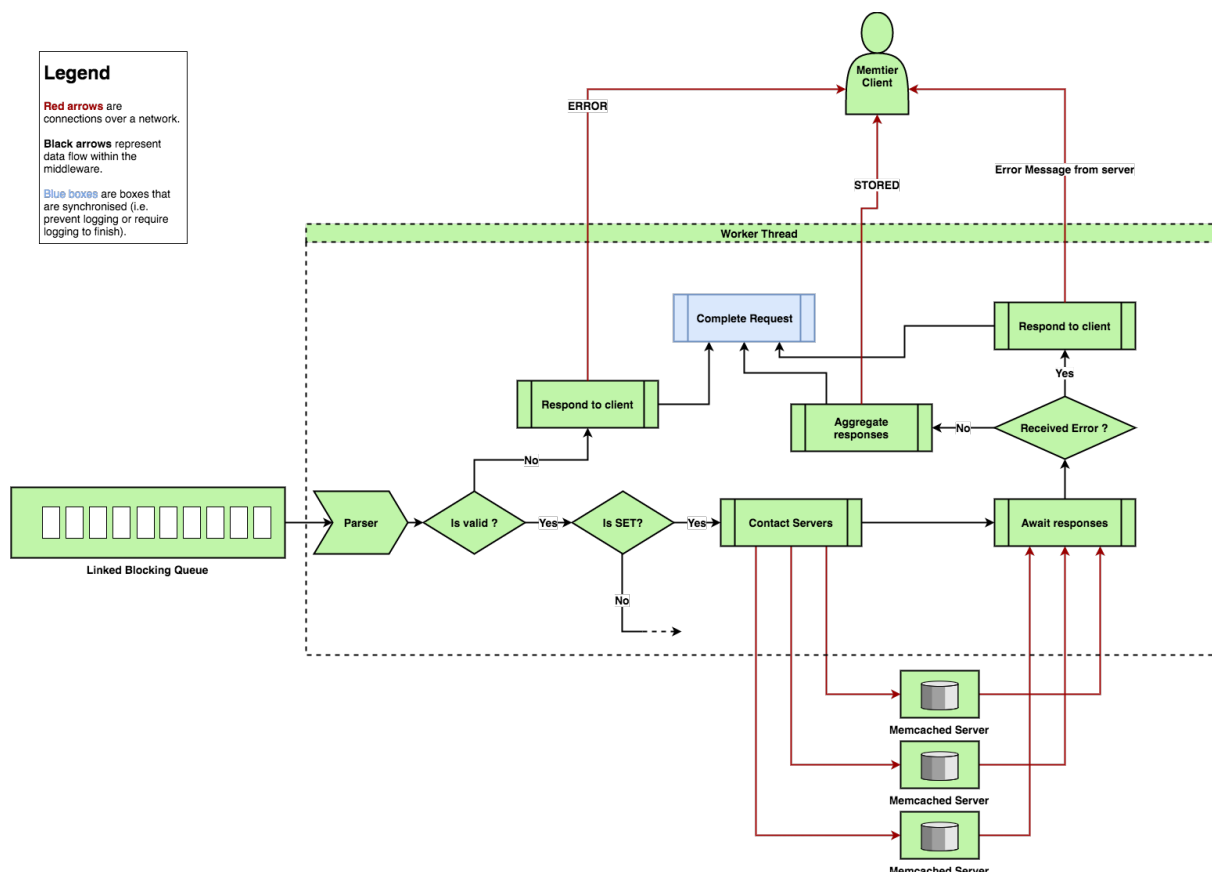 Memtier
Client
Legend
Red arrows are
connections over a network.
Black arrows represent
data flow within the
middleware.
Blue boxes are boxes that
are synchronised (i.e.
prevent logging or require
logging to finish).
ERROR
Error Message from server
STORED
Worker Thread
Complete Request
Respond to client
Respond to client
Yes
Aggregate
responses
No
Received Error ?
No
Parser
Is valid ?
Yes
Is SET?
Yes
Contact Servers
Await responses
Linked Blocking Queue
No
Memcached Server
Memcached Server
Memcached Server